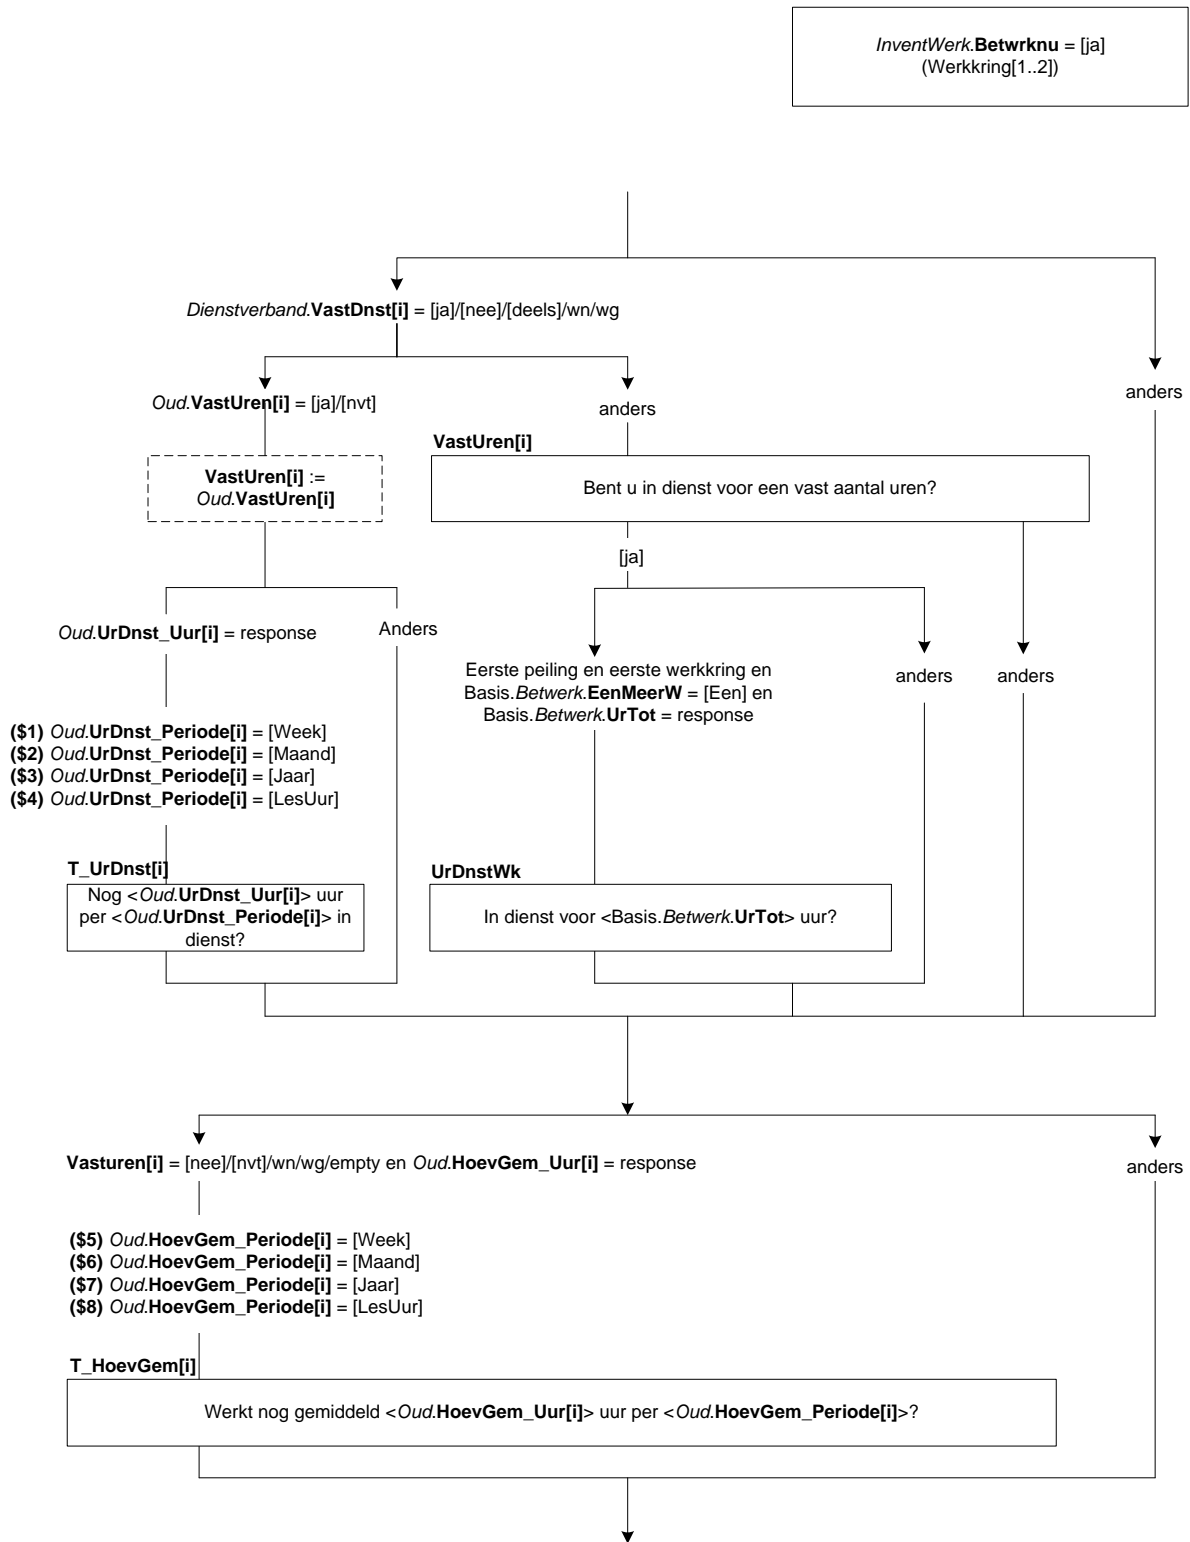 InventWerk.Betwrknu = [ja]
(Werkkring[1..2])
Dienstverband.VastDnst[i] = [ja]/[nee]/[deels]/wn/wg
anders
Oud.VastUren[i] = [ja]/[nvt]
anders
VastUren[i]
VastUren[i] :=
Oud.VastUren[i]
Bent u in dienst voor een vast aantal uren?
[ja]
Oud.UrDnst_Uur[i] = response
Anders
Eerste peiling en eerste werkkring en
Basis.Betwerk.EenMeerW = [Een] en
Basis.Betwerk.UrTot = response
anders
anders
($1) Oud.UrDnst_Periode[i] = [Week]
($2) Oud.UrDnst_Periode[i] = [Maand]
($3) Oud.UrDnst_Periode[i] = [Jaar]
($4) Oud.UrDnst_Periode[i] = [LesUur]
T_UrDnst[i]
Nog <Oud.UrDnst_Uur[i]> uur
per <Oud.UrDnst_Periode[i]> in
dienst?
UrDnstWk
In dienst voor <Basis.Betwerk.UrTot> uur?
Vasturen[i] = [nee]/[nvt]/wn/wg/empty en Oud.HoevGem_Uur[i] = response
anders
($5) Oud.HoevGem_Periode[i] = [Week]
($6) Oud.HoevGem_Periode[i] = [Maand]
($7) Oud.HoevGem_Periode[i] = [Jaar]
($8) Oud.HoevGem_Periode[i] = [LesUur]
T_HoevGem[i]
Werkt nog gemiddeld <Oud.HoevGem_Uur[i]> uur per <Oud.HoevGem_Periode[i]>?